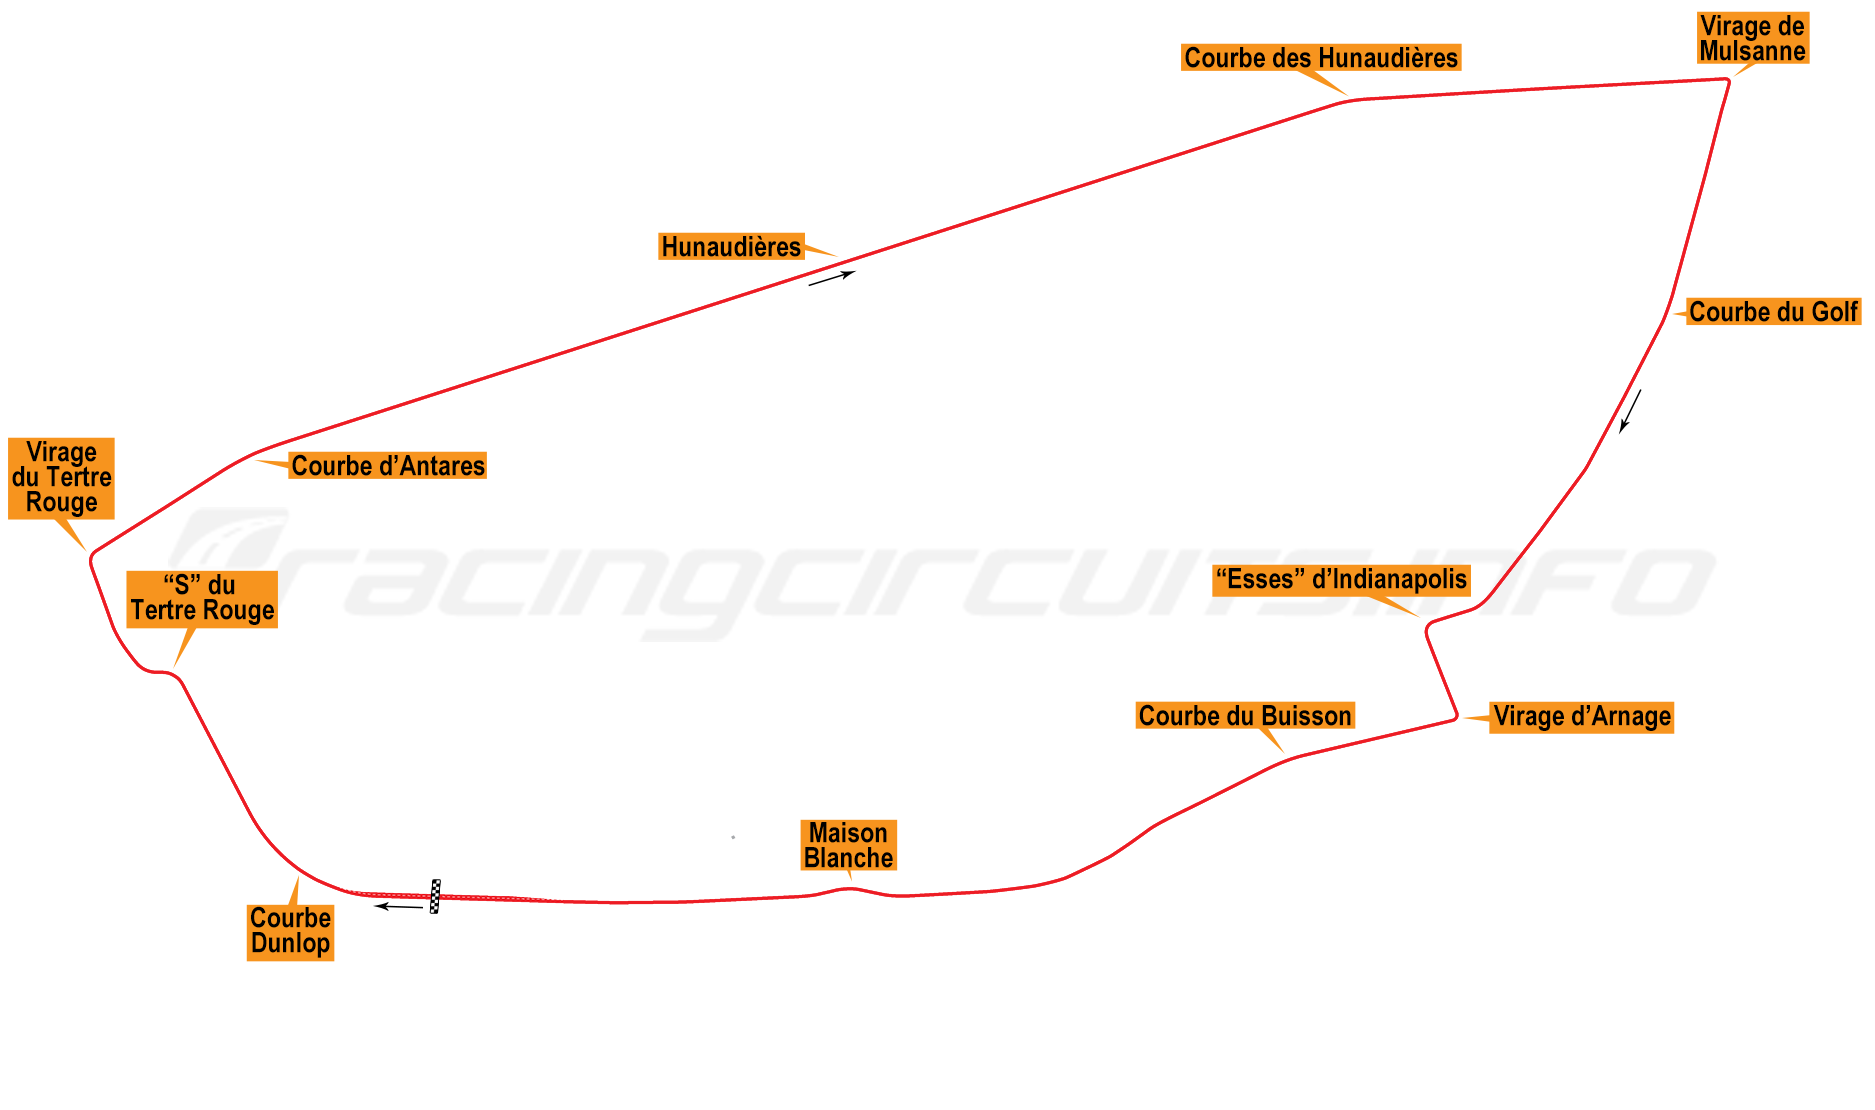 Virage de
Mulsanne
Courbe des Hunaudières
Hunaudières
Courbe du Golf
Virage
du Tertre
Rouge
Courbe d’Antares
“S” du
Tertre Rouge
“Esses” d’Indianapolis
racingcircuits.info
Courbe du Buisson
Virage d’Arnage
Maison
Blanche
Courbe
Dunlop